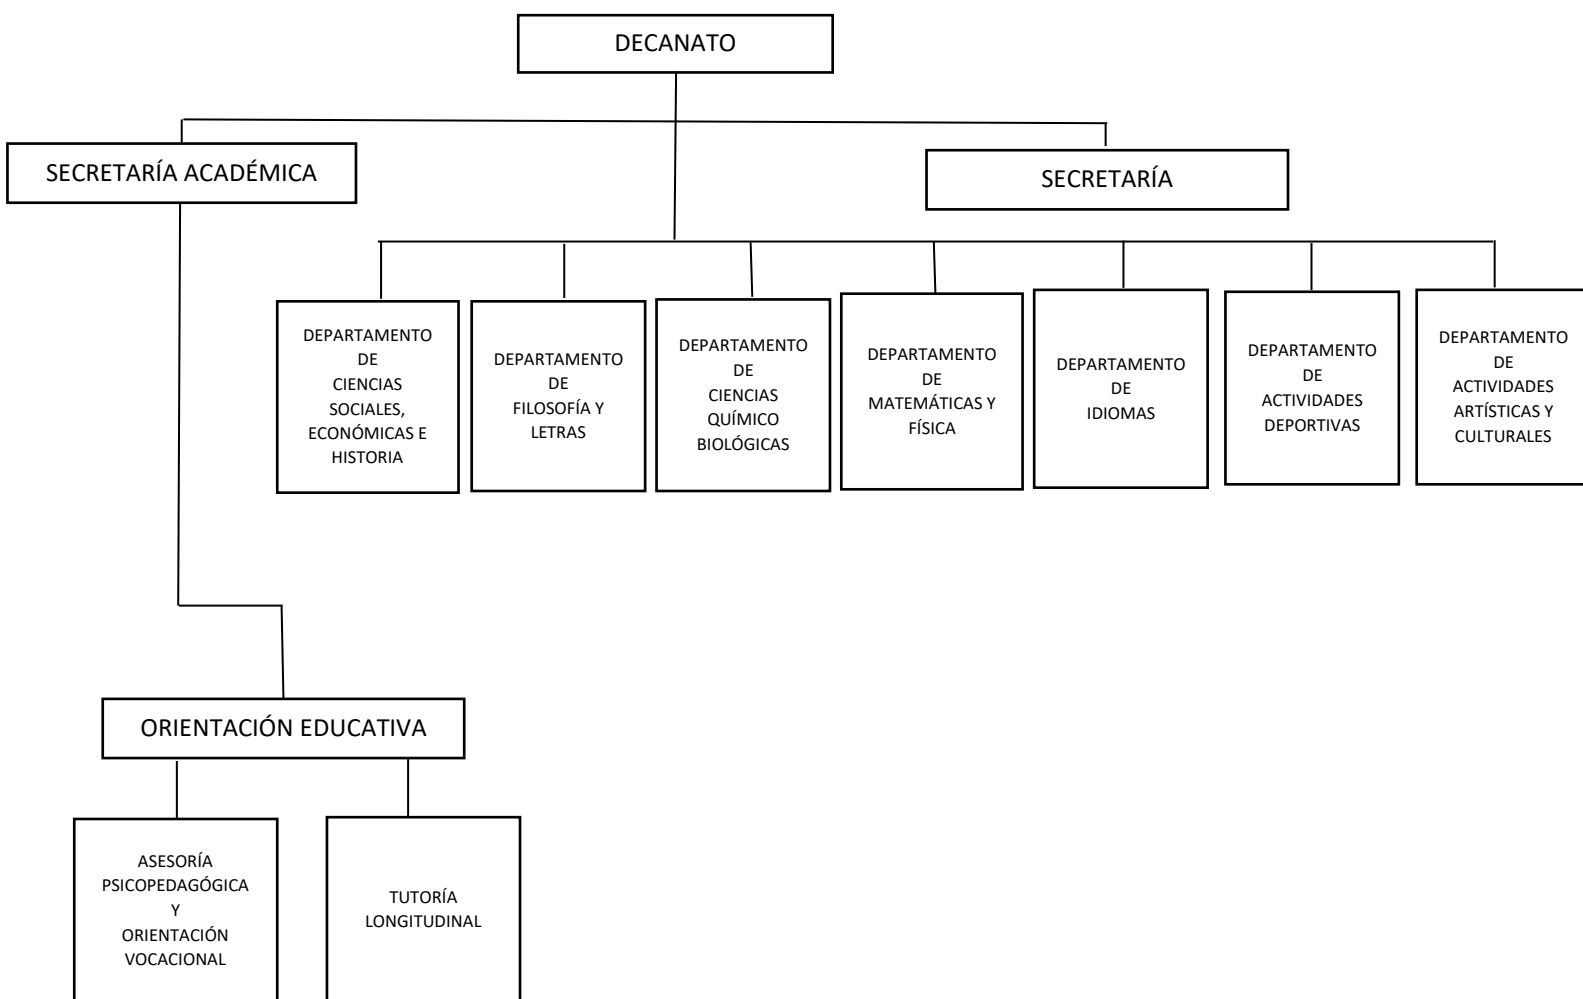 DECANATO
SECRETARÍA ACADÉMICA
SECRETARÍA
DEPARTAMENTO
DE
CIENCIAS
SOCIALES,
ECONÓMICAS E
HISTORIA
DEPARTAMENTO
DE
FILOSOFÍA Y
LETRAS
DEPARTAMENTO
DE
CIENCIAS
QUÍMICO
BIOLÓGICAS
DEPARTAMENTO
DE
MATEMÁTICAS Y
FÍSICA
DEPARTAMENTO
DE
IDIOMAS
DEPARTAMENTO
DE
ACTIVIDADES
DEPORTIVAS
DEPARTAMENTO
DE
ACTIVIDADES
ARTÍSTICAS Y
CULTURALES
ORIENTACIÓN EDUCATIVA
ASESORÍA
PSICOPEDAGÓGICA
Y
ORIENTACIÓN
VOCACIONAL
TUTORÍA
LONGITUDINAL